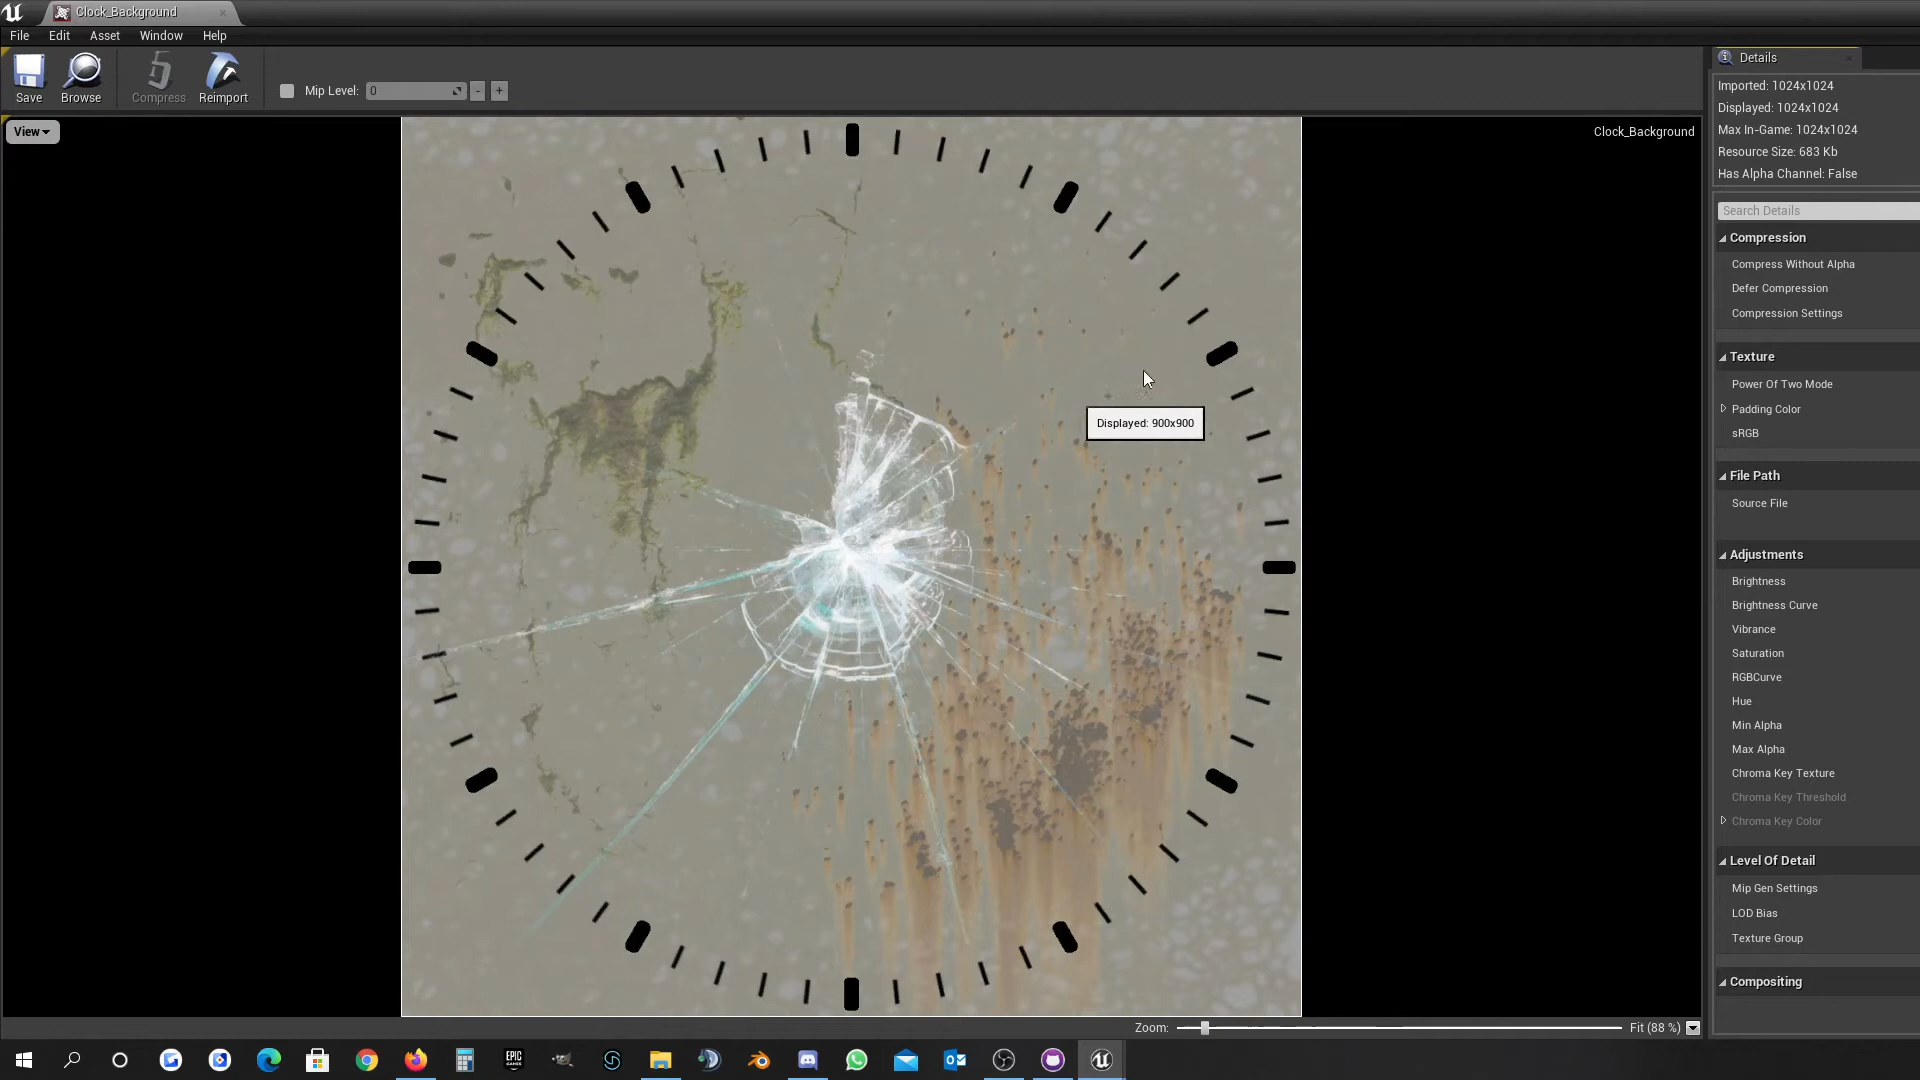 Clock_Background
File Edit Asset Window Help
Save Browse Compress Reimport Mip Level: 0 - +
View Clock_Background
Displayed: 900x900
Zoom: Fit (88 %)
Details
Imported: 1024x1024
Displayed: 1024x1024
Max In-Game: 1024x1024
Resource Size: 683 Kb
Has Alpha Channel: False
Search Details
Compression
Compress Without Alpha
Defer Compression
Compression Settings
Texture
Power Of Two Mode
Padding Color
sRGB
File Path
Source File
Adjustments
Brightness
Brightness Curve
Vibrance
Saturation
RGBCurve
Hue
Min Alpha
Max Alpha
Chroma Key Texture
Chroma Key Threshold
Chroma Key Color
Level Of Detail
Mip Gen Settings
LOD Bias
Texture Group
Compositing
EPIC
GAMES